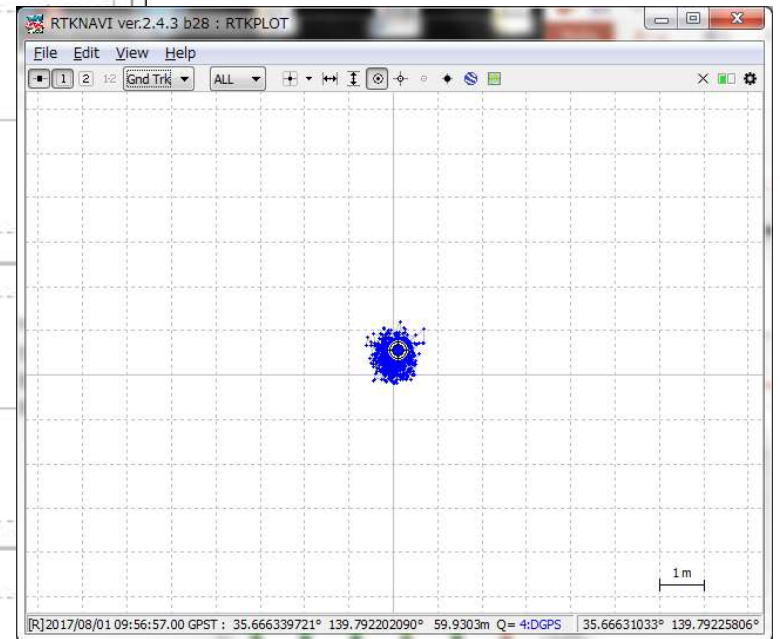 RTKNAVI ver.2.4.3 b28 : RTKPLOT
File Edit View Help
1 2 1-2 Gnd Trk ALL
1 m
[R]2017/08/01 09:56:57.00 GPST : 35.666339721° 139.792202090° 59.9303m Q= 4:DGPS 35.66631033° 139.79225806°